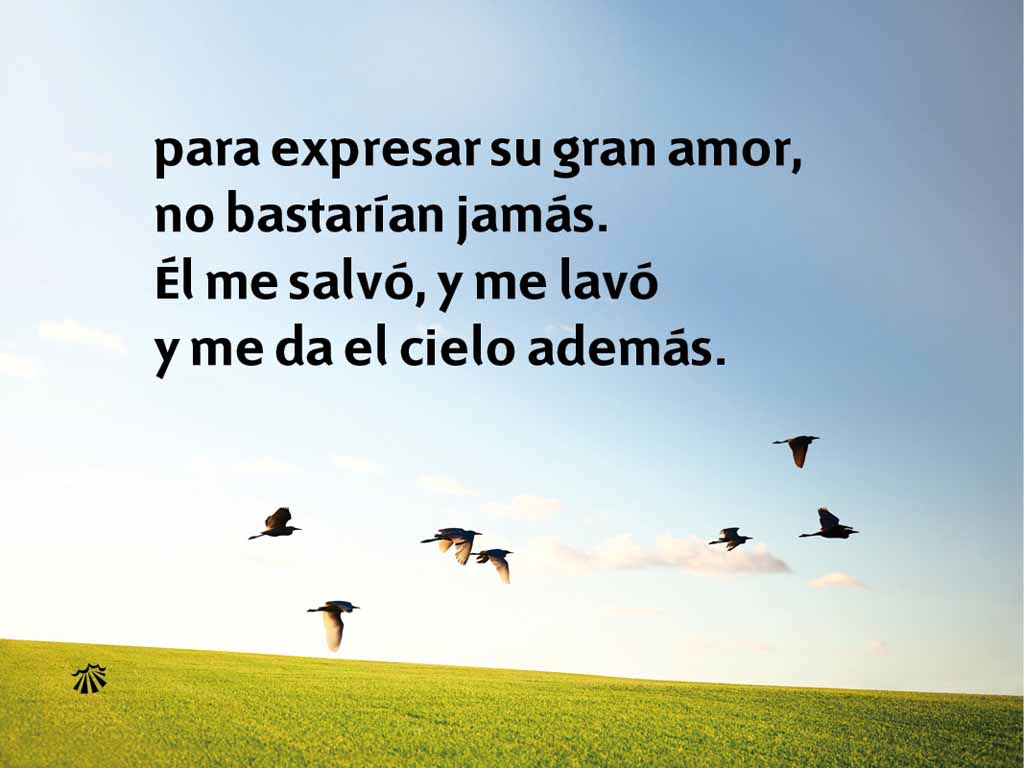 para expresar su gran amor,
no bastarían jamás.
Él me salvó, y me lavó
y me da el cielo además.